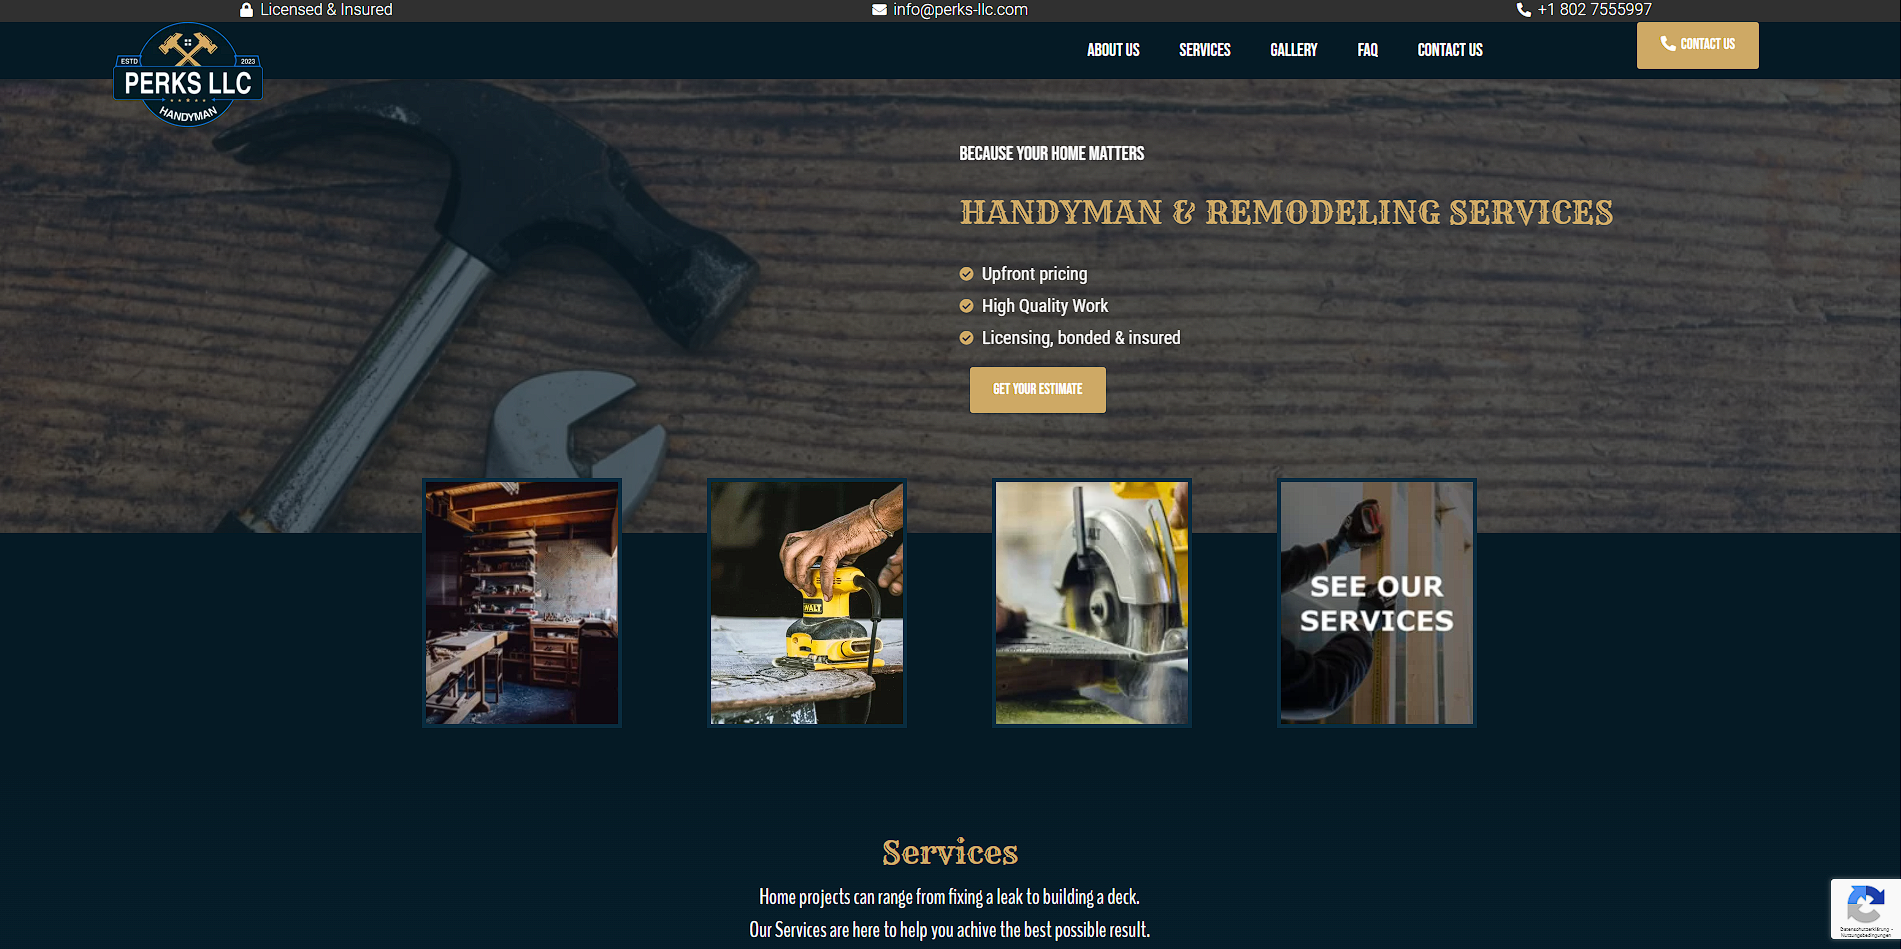 Licensed & Insured
info@perks-llc.com
+1 802 7555997
ESTD
2023
PERKS LLC
HANDYMAN
ABOUT US
SERVICES
GALLERY
FAQ
CONTACT US
CONTACT US
BECAUSE YOUR HOME MATTERS
HANDYMAN & REMODELING SERVICES
Upfront pricing
High Quality Work
Licensing, bonded & insured
GET YOUR ESTIMATE
WALT
SEE OUR
SERVICES
Services
Home projects can range from fixing a leak to building a deck.
Our Services are here to help you achive the best possible result.
Datenschutzerklärung -
Nutzungsbedingungen